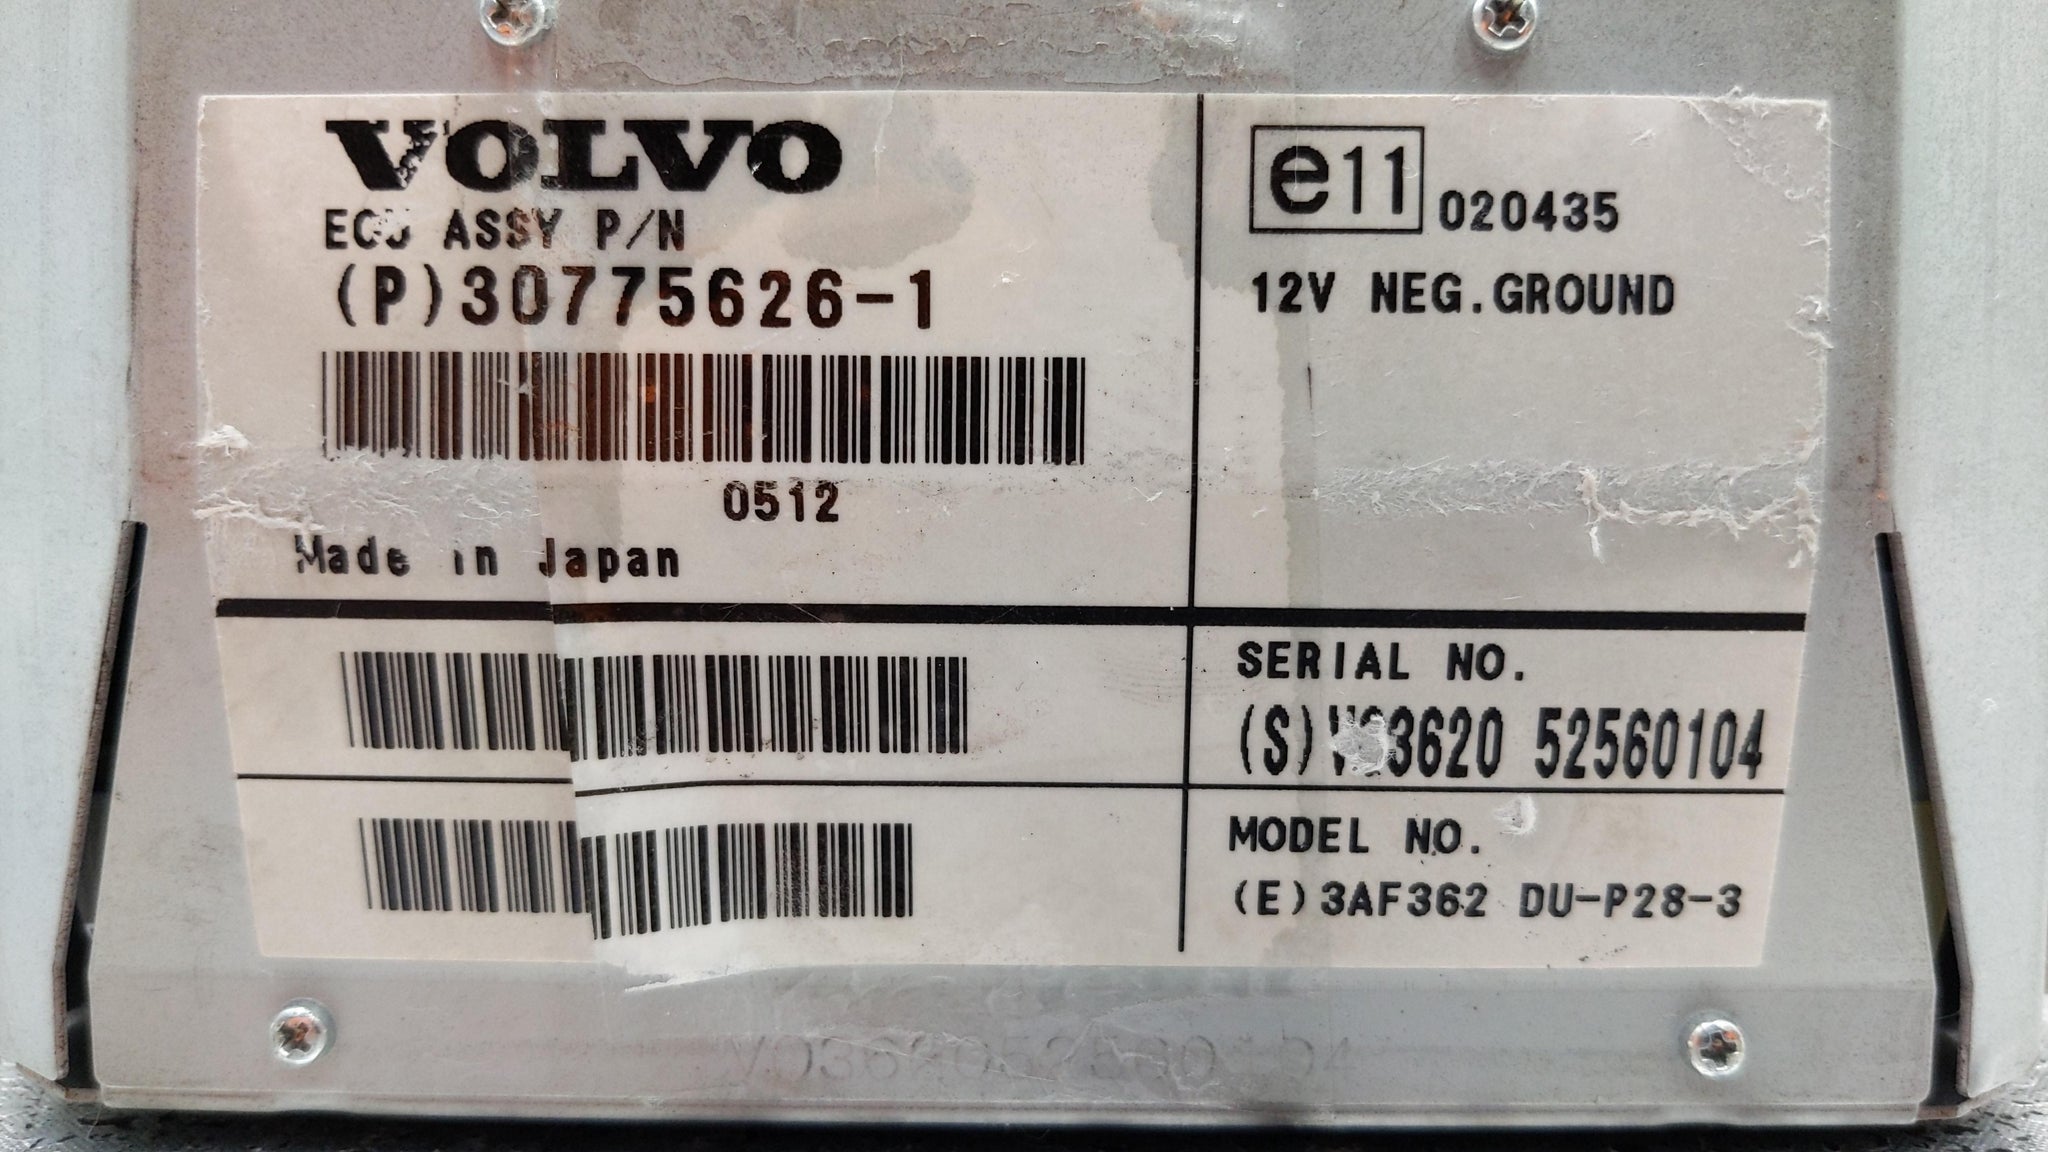 VOLVO
ECU ASSY P/N
(P)30775626-1
0512
Made in Japan
e11 020435
12V NEG.GROUND
SERIAL NO.
(S) 52560104
MODEL NO.
(E)3AF362 DU-P28-3